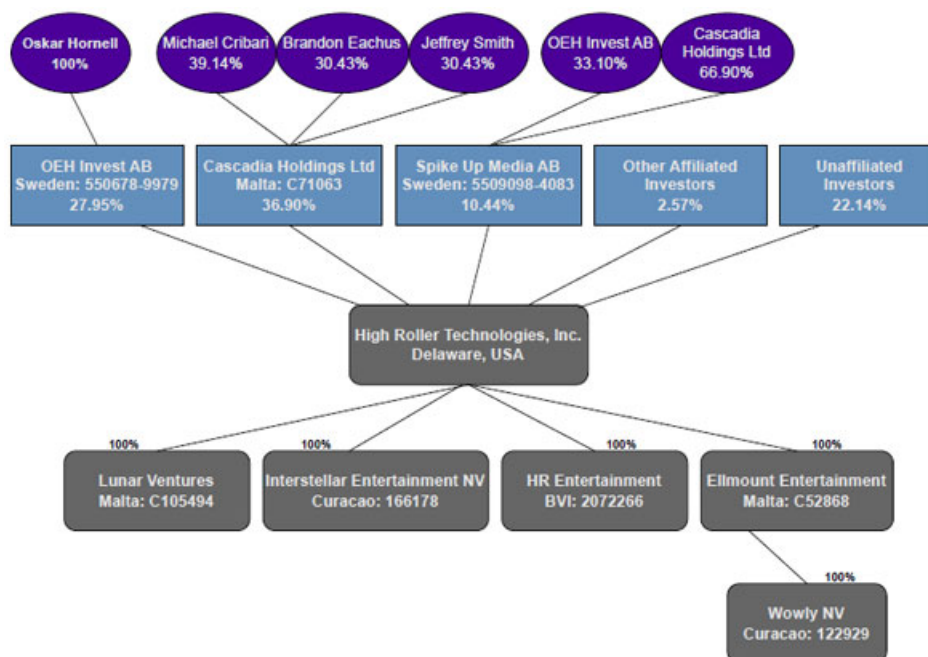 Oskar Hornell
100%
Michael Cribari
39.14%
Brandon Eachus
30.43%
Jeffrey Smith
30.43%
OEH Invest AB
33.10%
Cascadia
Holdings Ltd
66.90%
OEH Invest AB
Sweden: 550678-9979
27.95%
Cascadia Holdings Ltd
Malta: C71063
36.90%
Spike Up Media AB
Sweden: 5509098-4083
10.44%
Other Affiliated
Investors
2.57%
Unaffiliated
Investors
22.14%
High Roller Technologies, Inc.
Delaware, USA
100%
Lunar Ventures
Malta: C105494
100%
Interstellar Entertainment NV
Curacao: 166178
100%
HR Entertainment
BVI: 2072266
100%
Ellmount Entertainment
Malta: C52868
100%
Wowly NV
Curacao: 122929